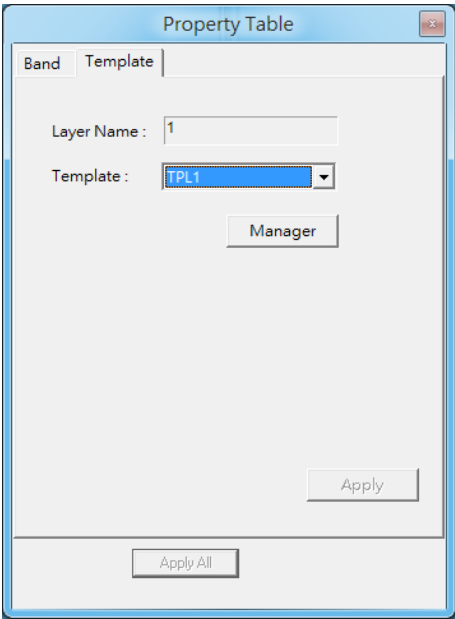 Property Table
Band Template
Layer Name : 1
Template : TPL1
Manager
Apply
Apply All